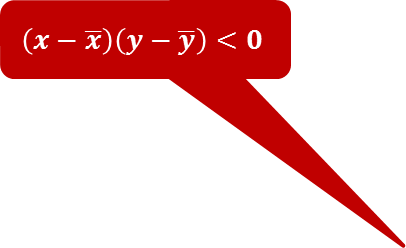 (x − x̅)(y − y̅) < 0